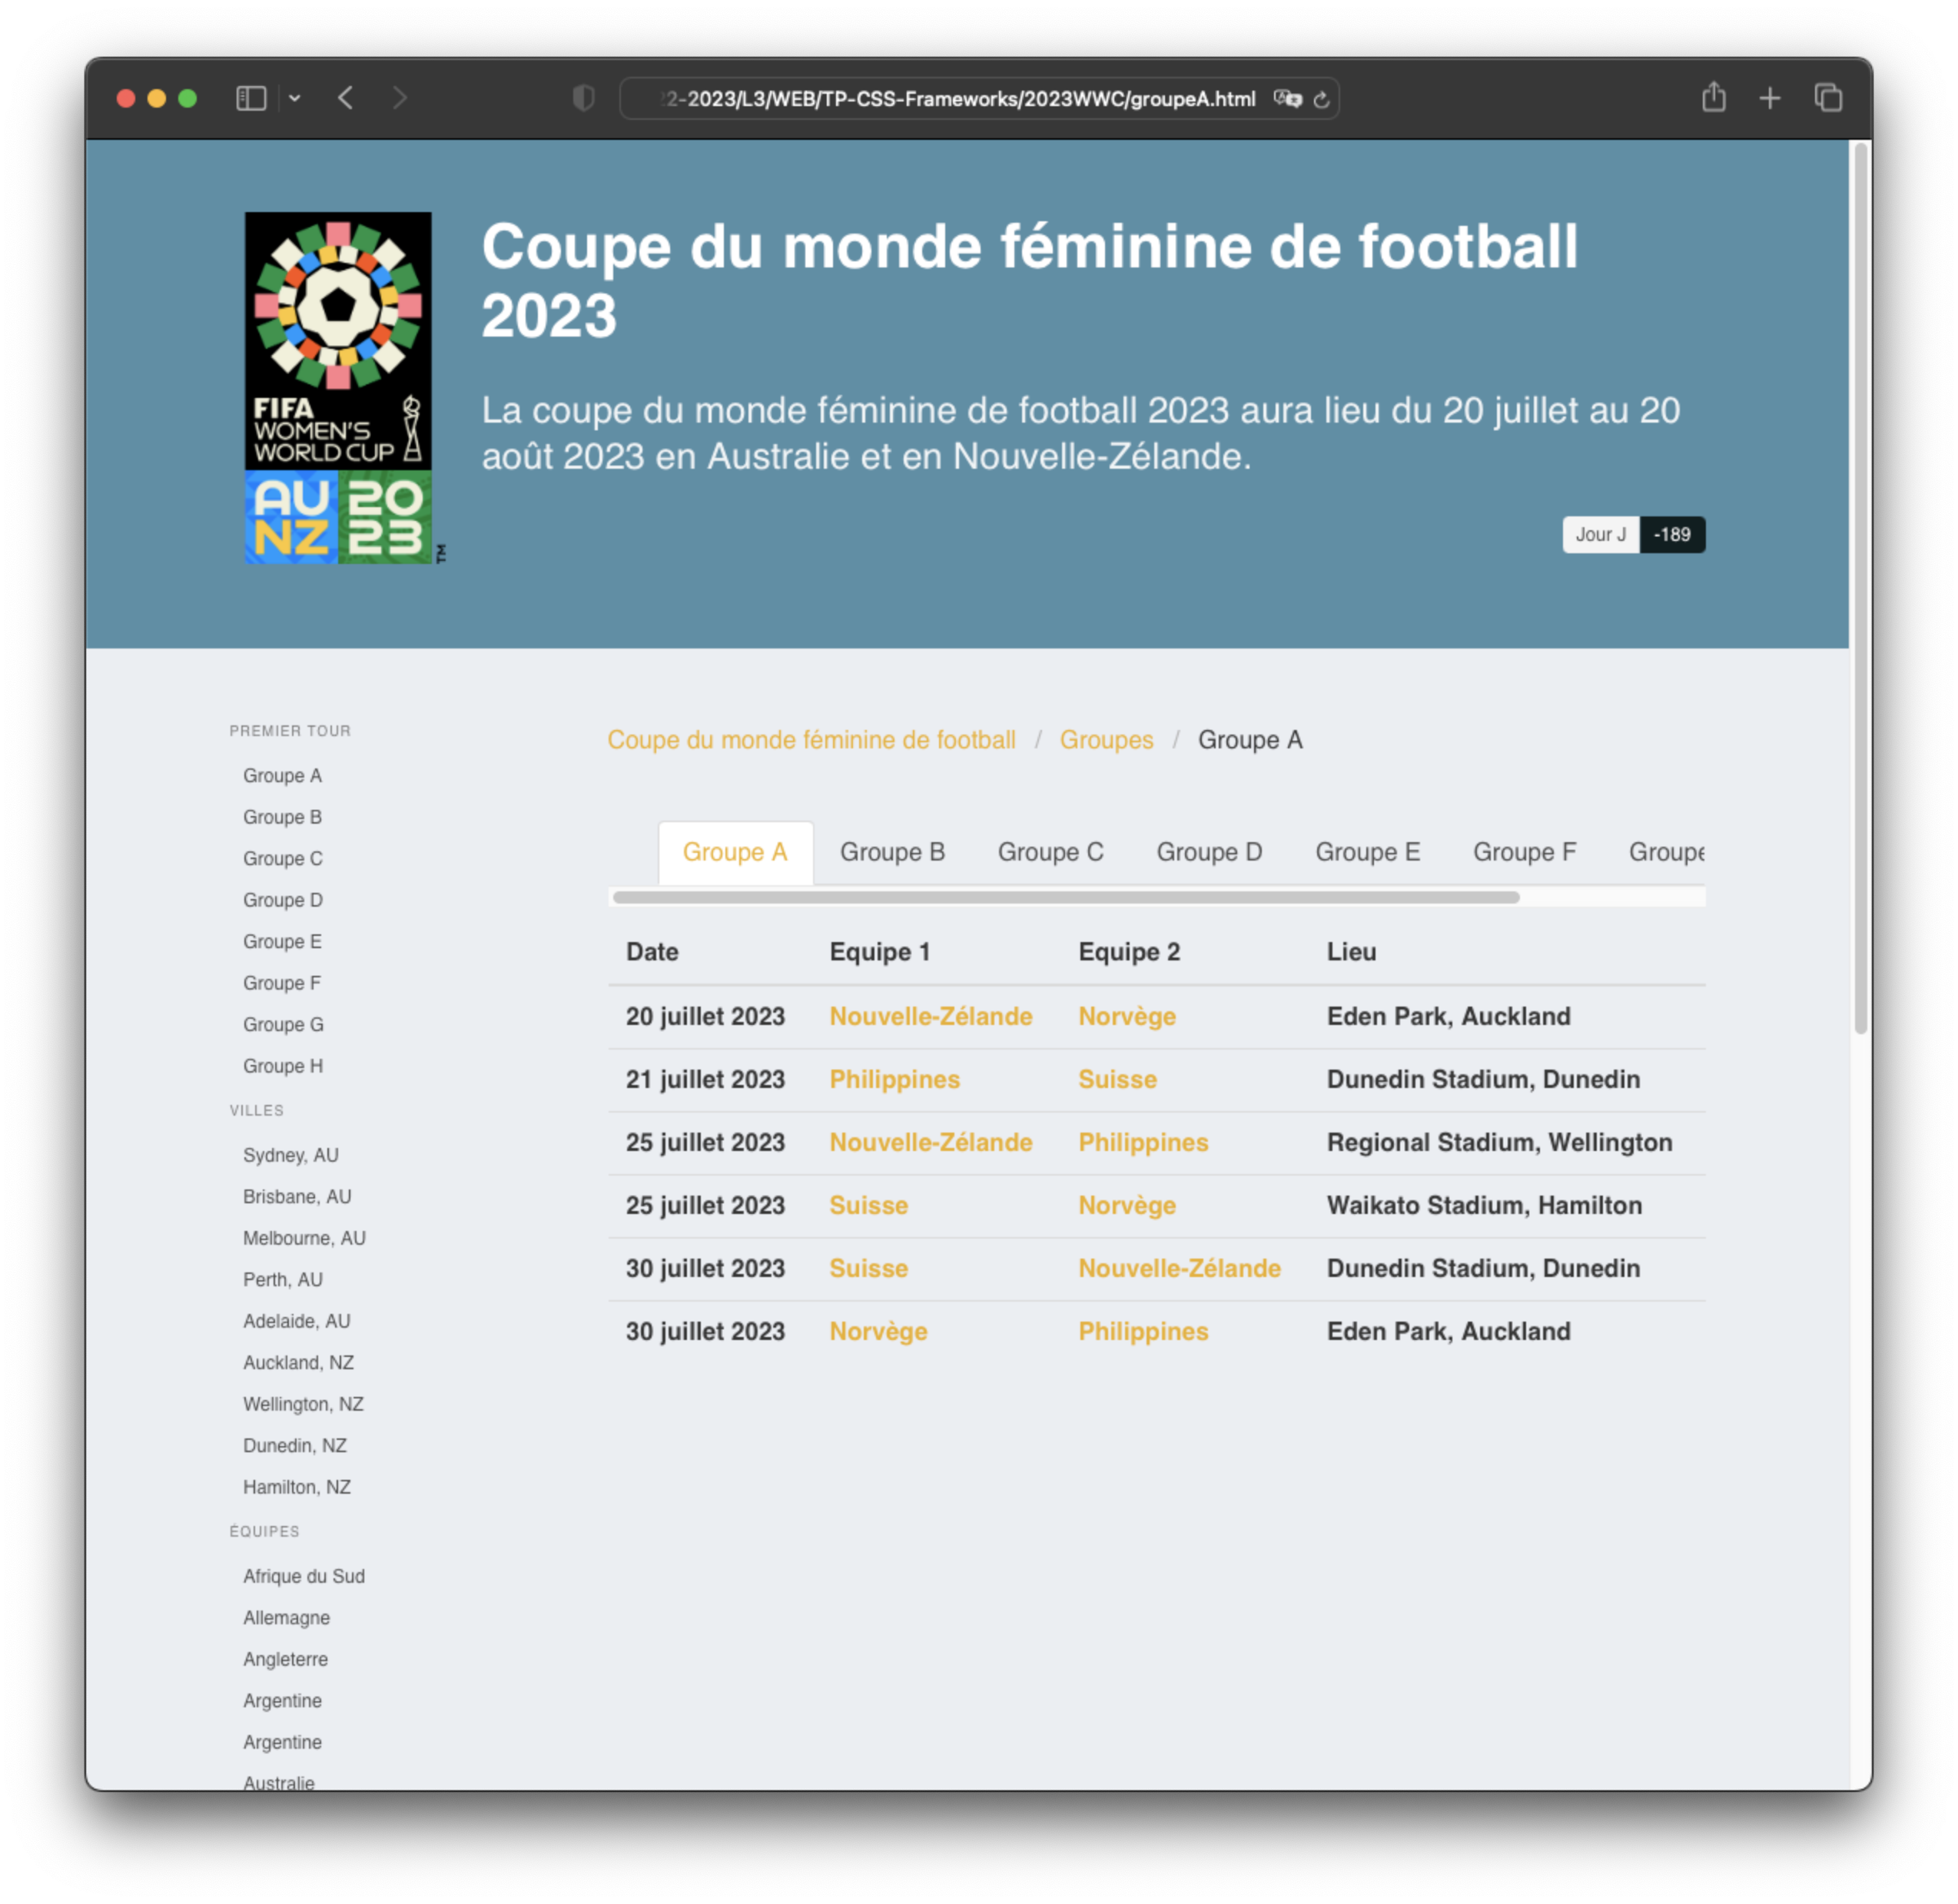 22-2023/L3/WEB/TP-CSS-Frameworks/2023WWC/groupeA.html
FIFA
WOMEN'S
WORLD CUP
AU 20
NZ 23
TM
Coupe du monde féminine de football
2023
La coupe du monde féminine de football 2023 aura lieu du 20 juillet au 20
août 2023 en Australie et en Nouvelle-Zélande.
Jour J -189
PREMIER TOUR
Groupe A
Groupe B
Groupe C
Groupe D
Groupe E
Groupe F
Groupe G
Groupe H
VILLES
Sydney, AU
Brisbane, AU
Melbourne, AU
Perth, AU
Adelaide, AU
Auckland, NZ
Wellington, NZ
Dunedin, NZ
Hamilton, NZ
ÉQUIPES
Afrique du Sud
Allemagne
Angleterre
Argentine
Argentine
Australie
Coupe du monde féminine de football / Groupes / Groupe A
Groupe A Groupe B Groupe C Groupe D Groupe E Groupe F Groupe
Date Equipe 1 Equipe 2 Lieu
20 juillet 2023 Nouvelle-Zélande Norvège Eden Park, Auckland
21 juillet 2023 Philippines Suisse Dunedin Stadium, Dunedin
25 juillet 2023 Nouvelle-Zélande Philippines Regional Stadium, Wellington
25 juillet 2023 Suisse Norvège Waikato Stadium, Hamilton
30 juillet 2023 Suisse Nouvelle-Zélande Dunedin Stadium, Dunedin
30 juillet 2023 Norvège Philippines Eden Park, Auckland